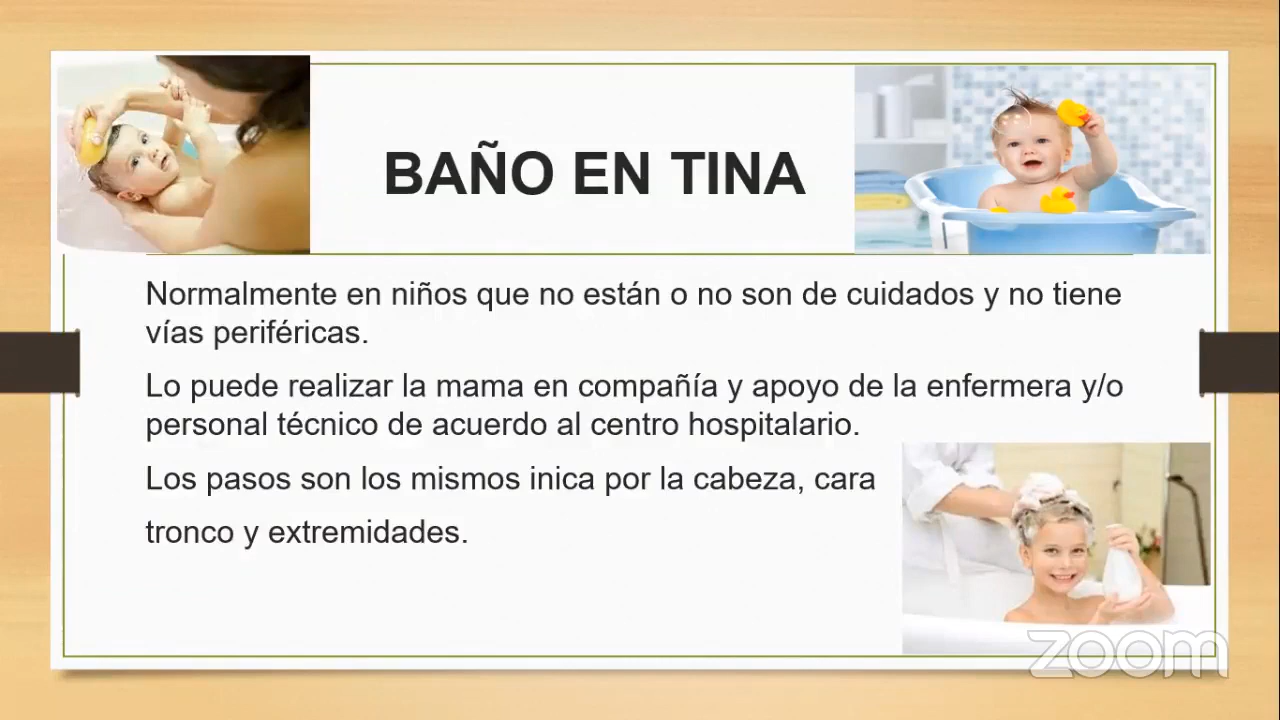 BAÑO EN TINA
Normalmente en niños que no están o no son de cuidados y no tiene
vías periféricas.
Lo puede realizar la mama en compañía y apoyo de la enfermera y/o
personal técnico de acuerdo al centro hospitalario.
Los pasos son los mismos inica por la cabeza, cara
tronco y extremidades.
zoom